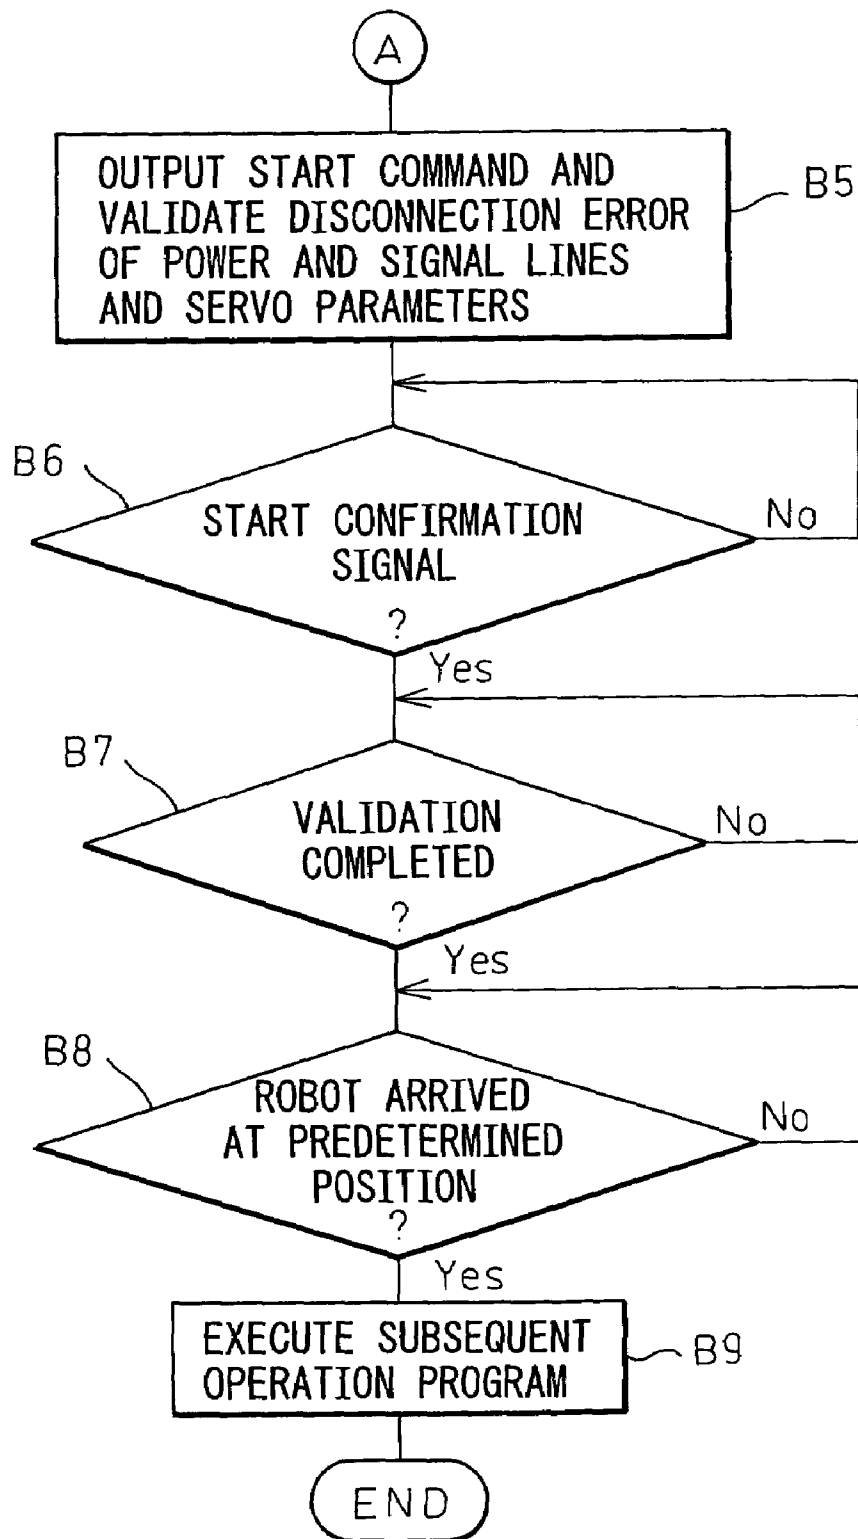 A
OUTPUT START COMMAND AND
VALIDATE DISCONNECTION ERROR
OF POWER AND SIGNAL LINES
AND SERVO PARAMETERS
B5
B6
START CONFIRMATION
SIGNAL
?
No
Yes
B7
VALIDATION
COMPLETED
?
No
Yes
B8
ROBOT ARRIVED
AT PREDETERMINED
POSITION
?
No
Yes
EXECUTE SUBSEQUENT
OPERATION PROGRAM
B9
END